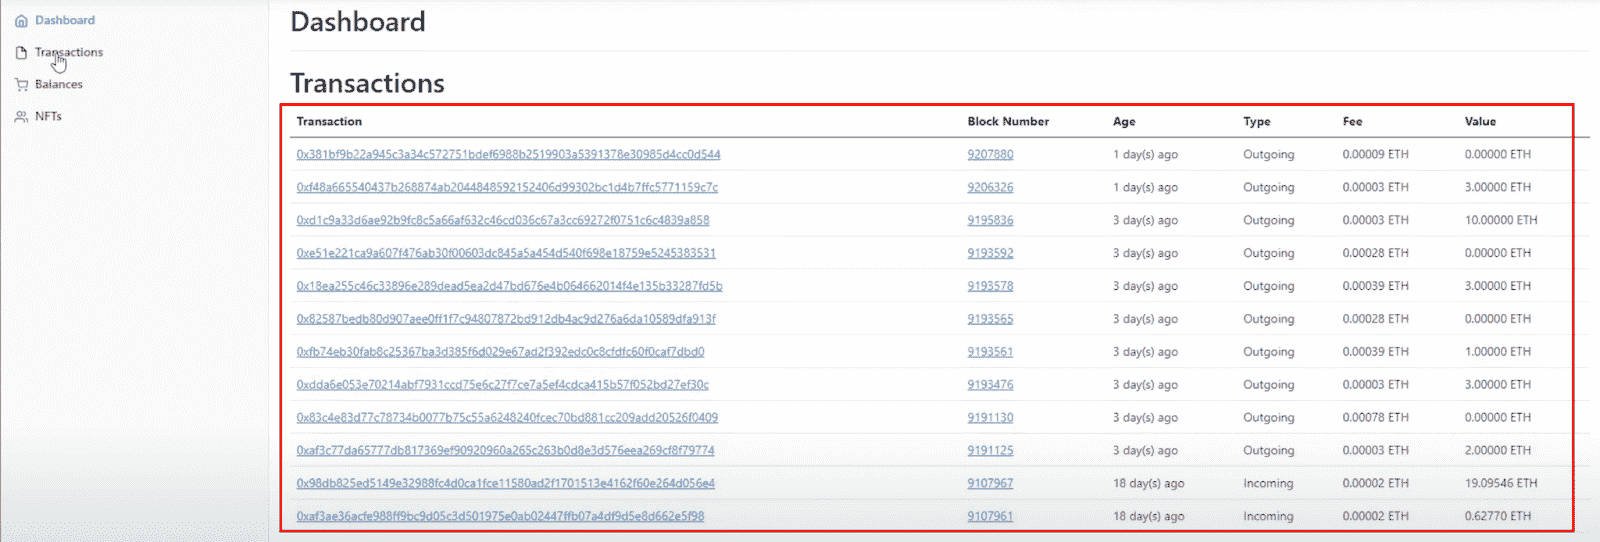 Dashboard
Transactions
Balances
NFTs
Dashboard
Transactions
Transaction Block Number Age Type Fee Value
0x381bf9b22a945c3a34c572751bdef6988b2519903a5391378e30985d4cc0d544 9207880 1 day(s) ago Outgoing 0.00009 ETH 0.00000 ETH
0xf48a665540437b268874ab2044848592152406d99302bc1d4b7ffc5771159c7c 9206326 1 day(s) ago Outgoing 0.00003 ETH 3.00000 ETH
0xd1c9a33d6ae92b9fc8c5a66af632c46cd036c67a3cc69272f0751c6c4839a858 9195836 3 day(s) ago Outgoing 0.00003 ETH 10.00000 ETH
0xe51e221ca9a607f476ab30f00603dc845a5a454d540f698e18759e5245383531 9193592 3 day(s) ago Outgoing 0.00028 ETH 0.00000 ETH
0x18ea255c46c33896e289dead5ea2d47bd676e4b064662014f4e135b33287fd5b 9193578 3 day(s) ago Outgoing 0.00039 ETH 3.00000 ETH
0x82587bedb80d907aee0ff1f7c94807872bd912db4ac9d276a6da10589dfa913f 9193565 3 day(s) ago Outgoing 0.00028 ETH 0.00000 ETH
0xfb74eb30fab8c25367ba3d385f6d029e67ad2f392edc0c8cfdfc60f0caf7dbd0 9193561 3 day(s) ago Outgoing 0.00039 ETH 1.00000 ETH
0xdda6e053e70214abf7931ccd75e6c27f7ce7a5ef4cdca415b57f052bd27ef30c 9193476 3 day(s) ago Outgoing 0.00003 ETH 3.00000 ETH
0x83c4e83d77c78734b0077b75c55a6248240fcec70bd881cc209add20526f0409 9191130 3 day(s) ago Outgoing 0.00078 ETH 0.00000 ETH
0xaf3c77da65777db817369ef90920960a265c263b0d8e3d576eea269cf8f79774 9191125 3 day(s) ago Outgoing 0.00003 ETH 2.00000 ETH
0x98db825ed5149e32988fc4d0ca1fce11580ad2f1701513e4162f60e264d056e4 9107967 18 day(s) ago Incoming 0.00002 ETH 19.09546 ETH
0xaf3ae36acfe988ff9bc9d05c3d501975e0ab02447ffb07a4df9d5e8d662e5f98 9107961 18 day(s) ago Incoming 0.00002 ETH 0.62770 ETH